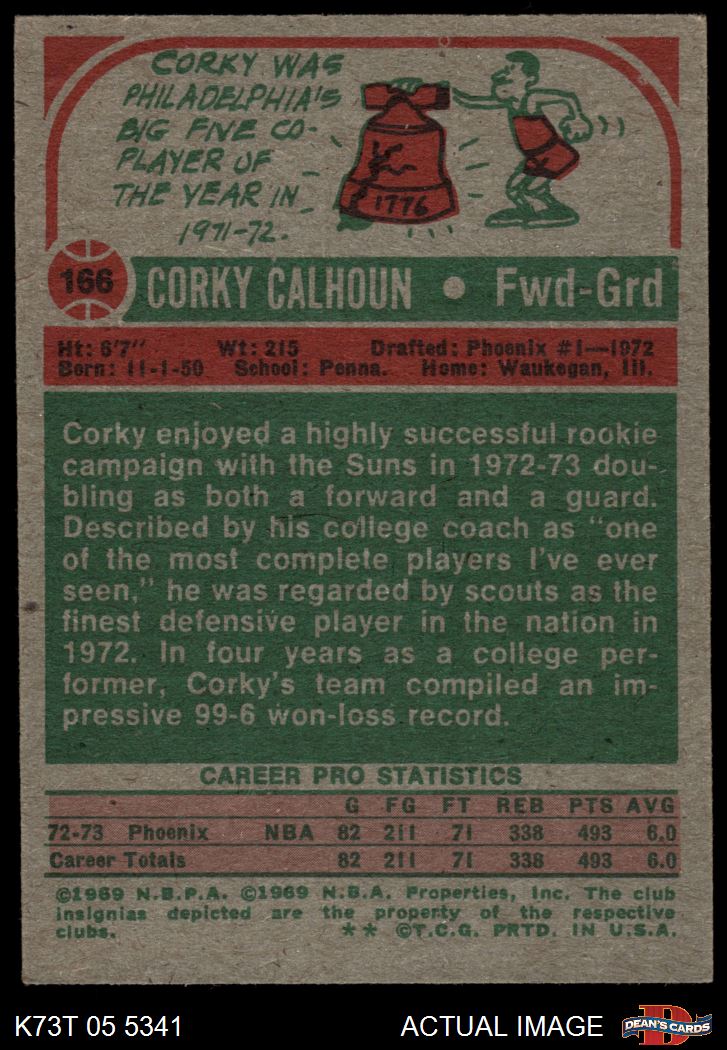 CORKY WAS
PHILADELPHIA'S
BIG FIVE CO-
PLAYER OF
THE YEAR IN
1971-72.
1776
166 CORKY CALHOUN • Fwd-Grd
Ht: 6'7" Wt: 215 Drafted: Phoenix #1—1972
Born: 11-1-50 School: Penna. Home: Waukegan, Ill.
Corky enjoyed a highly successful rookie
campaign with the Suns in 1972-73 dou-
bling as both a forward and a guard.
Described by his college coach as "one
of the most complete players I've ever
seen," he was regarded by scouts as the
finest defensive player in the nation in
1972. In four years as a college per-
former, Corky's team compiled an im-
pressive 99-6 won-loss record.
CAREER PRO STATISTICS
G FG FT REB PTS AVG
72-73 Phoenix NBA 82 211 71 338 493 6.0
Career Totals 82 211 71 338 493 6.0
©1969 N.B.P.A. ©1969 N.B.A. Properties, Inc. The club
insignias depicted are the property of the respective
clubs. ** ©T.C.G. PRTD. IN U.S.A.
K73T 05 5341 ACTUAL IMAGE D DEAN'S CARDS